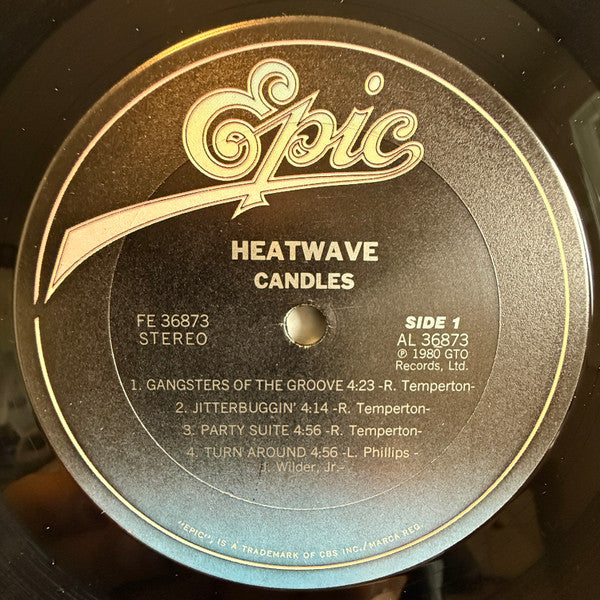 Epic
HEATWAVE
CANDLES
FE 36873
STEREO
SIDE 1
AL 36873
℗ 1980 GTO
Records, Ltd.
1. GANGSTERS OF THE GROOVE 4:23 -R. Temperton-
2. JITTERBUGGIN' 4:14 -R. Temperton-
3. PARTY SUITE 4:56 -R. Temperton-
4. TURN AROUND 4:56 -L. Phillips -
J. Wilder, Jr.-
"EPIC", IS A TRADEMARK OF CBS INC./MARCA REG.